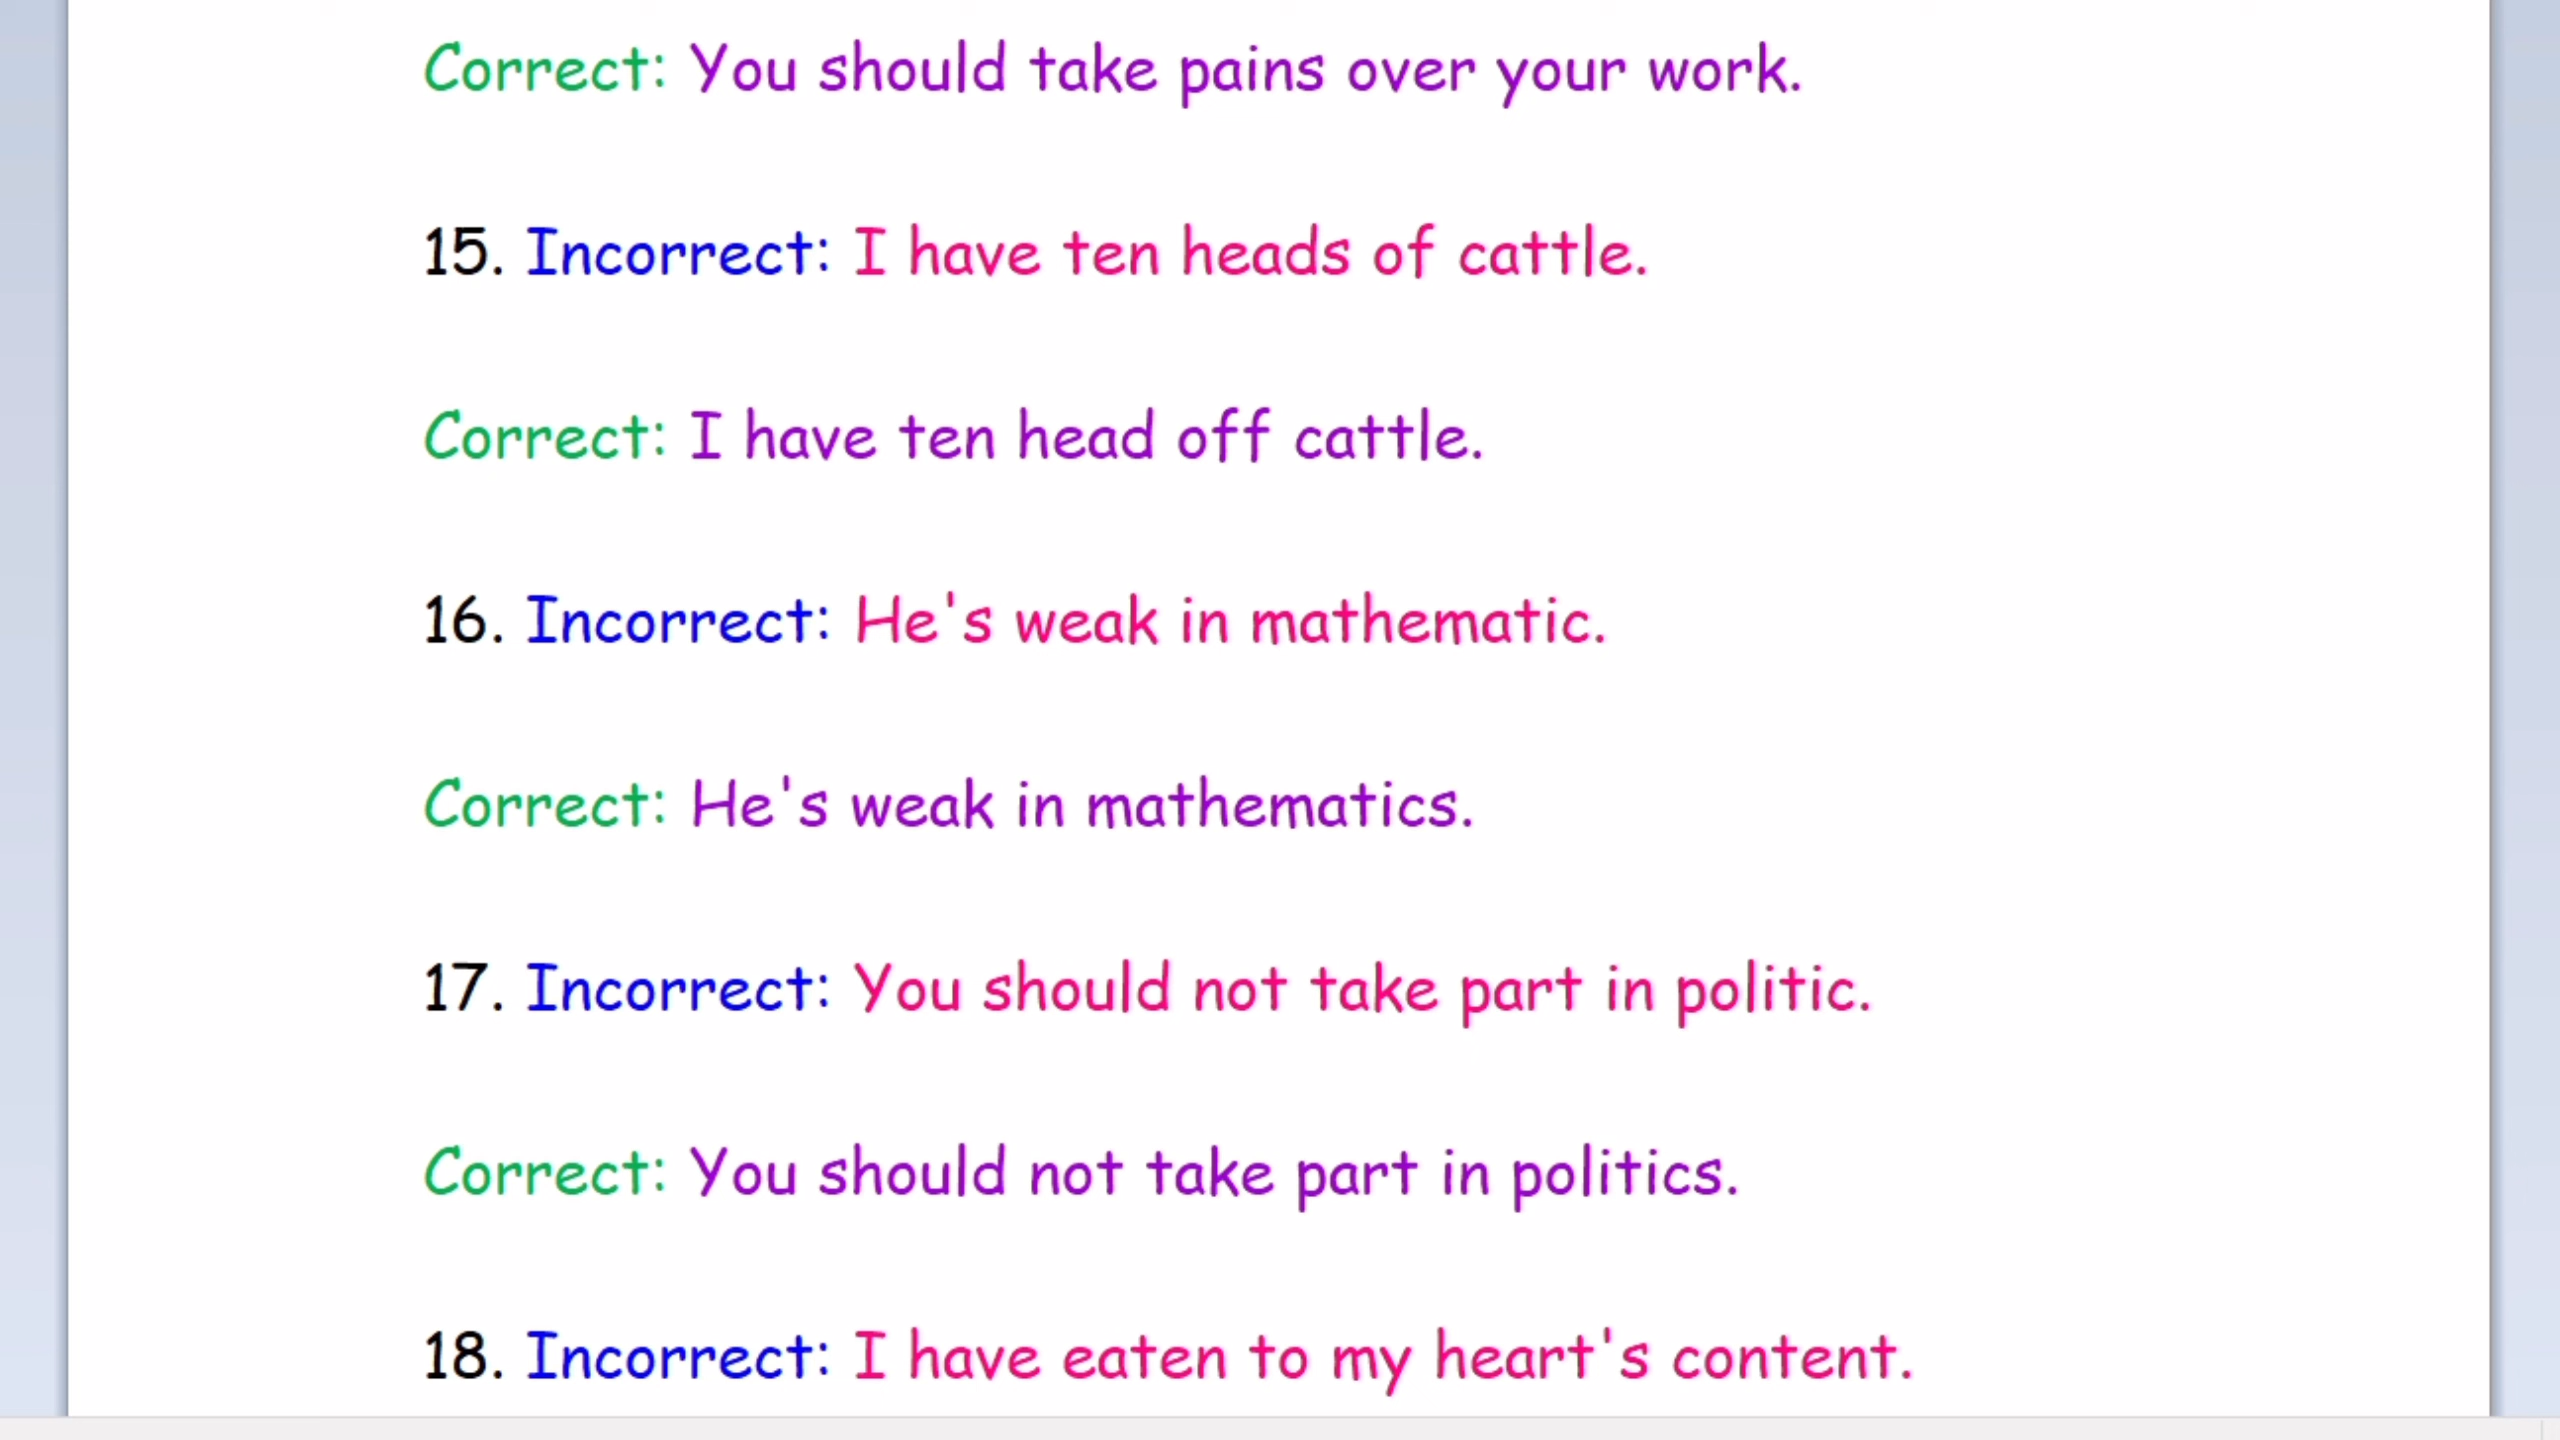 Correct: You should take pains over your work.
15. Incorrect: I have ten heads of cattle.
Correct: I have ten head off cattle.
16. Incorrect: He's weak in mathematic.
Correct: He's weak in mathematics.
17. Incorrect: You should not take part in politic.
Correct: You should not take part in politics.
18. Incorrect: I have eaten to my heart's content.